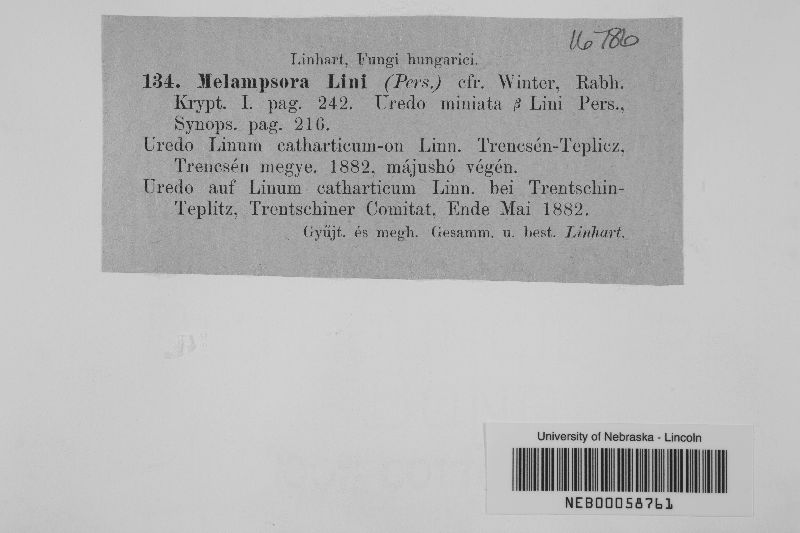 16786
Linhart, Fungi hungarici.
134. Melampsora Lini (Pers.) cfr. Winter, Rabh.
Krypt. I. pag. 242. Uredo miniata β Lini Pers.,
Synops. pag. 216.
Uredo Linum catharticum-on Linn. Trencsén-Teplicz,
Trencsén megye. 1882. májushó végén.
Uredo auf Linum catharticum Linn. bei Trentschin-
Teplitz, Trentschiner Comitat, Ende Mai 1882.
Gyűjt. és megh. Gesamm. u. best. Linhart.
University of Nebraska - Lincoln
NEB00058761